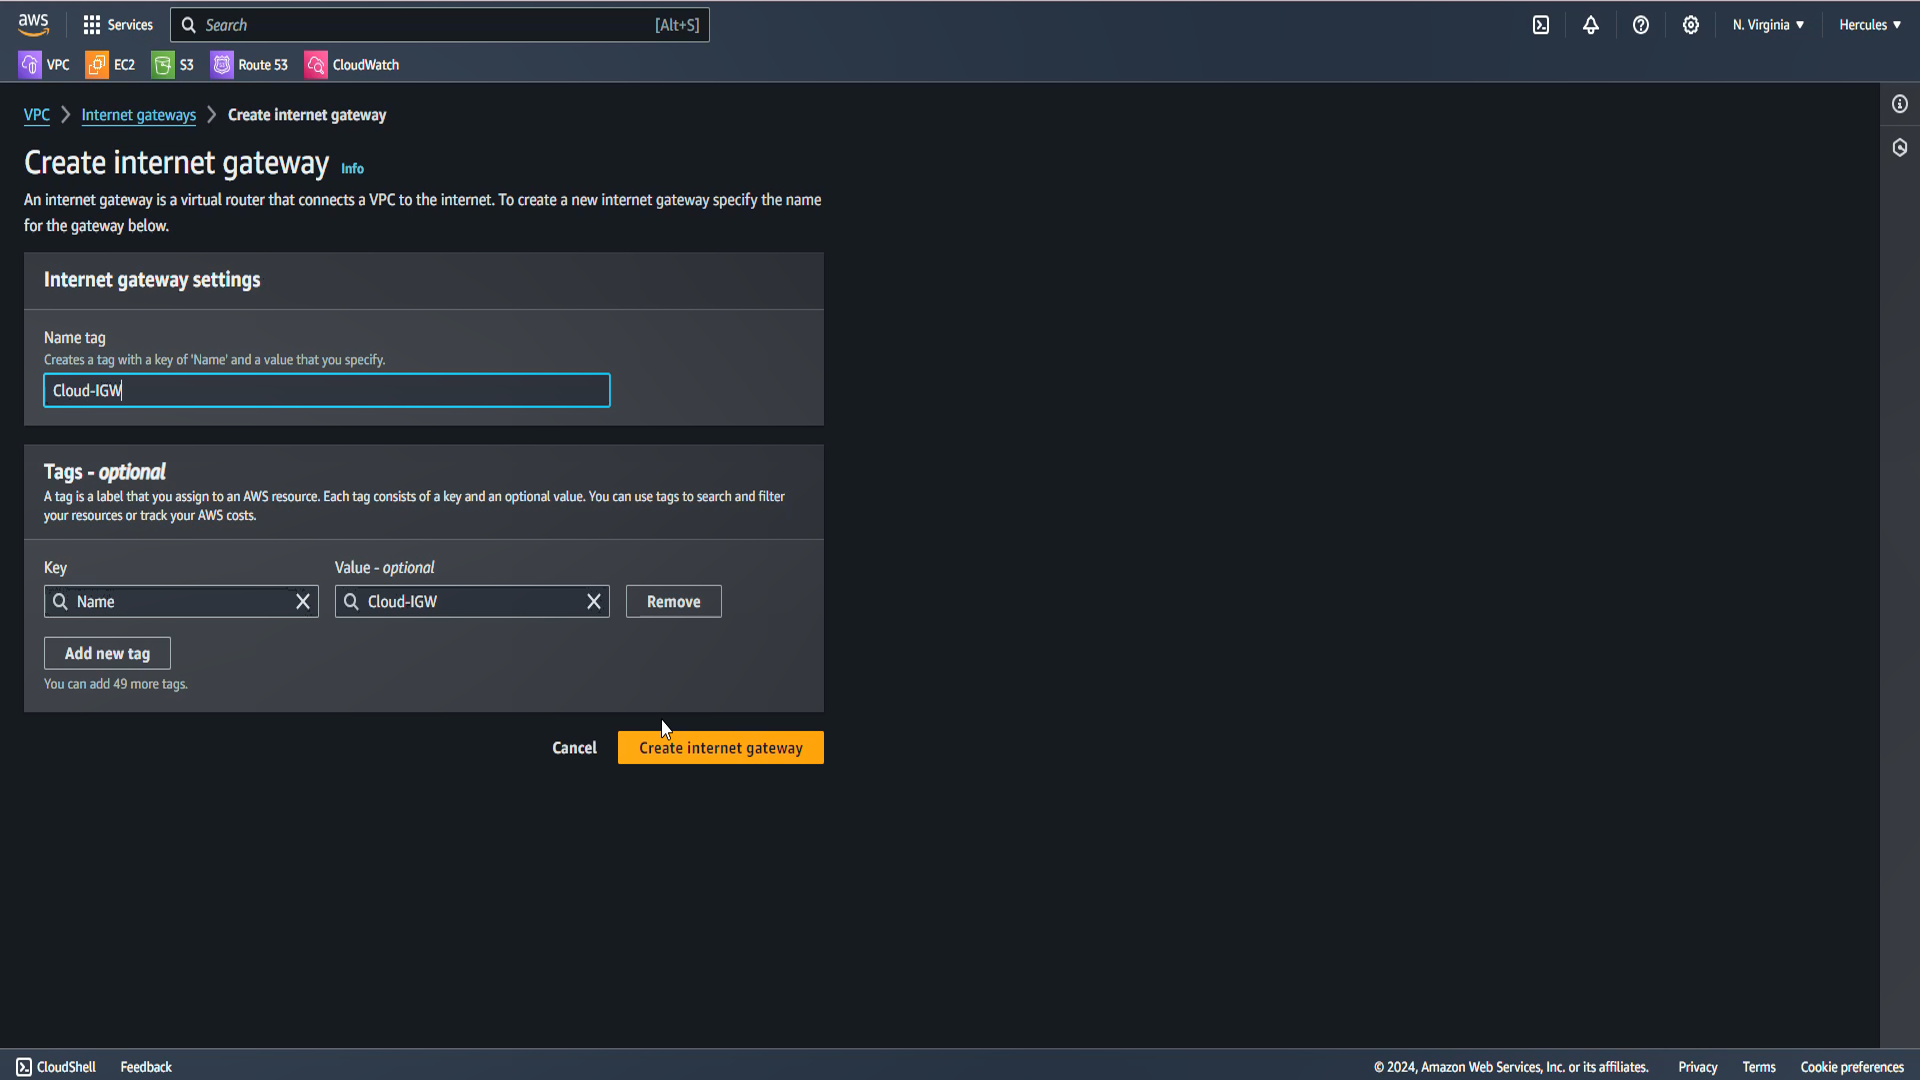 aws
Services
Search
[Alt+S]
N. Virginia
Hercules
VPC
EC2
S3
Route 53
CloudWatch
VPC
Internet gateways
Create internet gateway
Create internet gateway
Info
An internet gateway is a virtual router that connects a VPC to the internet. To create a new internet gateway specify the name
for the gateway below.
Internet gateway settings
Name tag
Creates a tag with a key of 'Name' and a value that you specify.
Cloud-IGW
Tags - optional
A tag is a label that you assign to an AWS resource. Each tag consists of a key and an optional value. You can use tags to search and filter
your resources or track your AWS costs.
Key
Value - optional
Name
Cloud-IGW
Remove
Add new tag
You can add 49 more tags.
Cancel
Create internet gateway
CloudShell
Feedback
© 2024, Amazon Web Services, Inc. or its affiliates.
Privacy
Terms
Cookie preferences